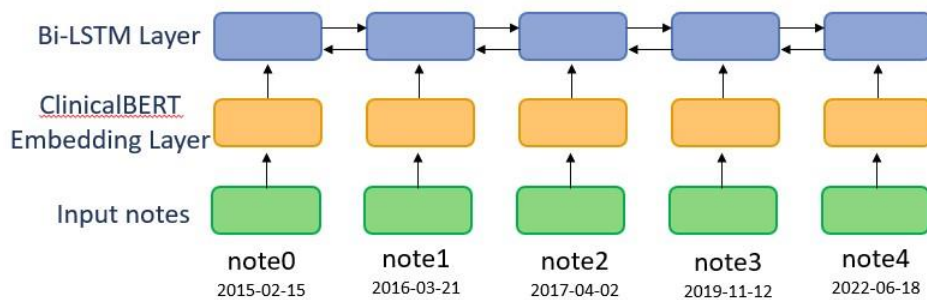 Bi-LSTM Layer
ClinicalBERT
Embedding Layer
Input notes
note0 note1 note2 note3 note4
2015-02-15 2016-03-21 2017-04-02 2019-11-12 2022-06-18